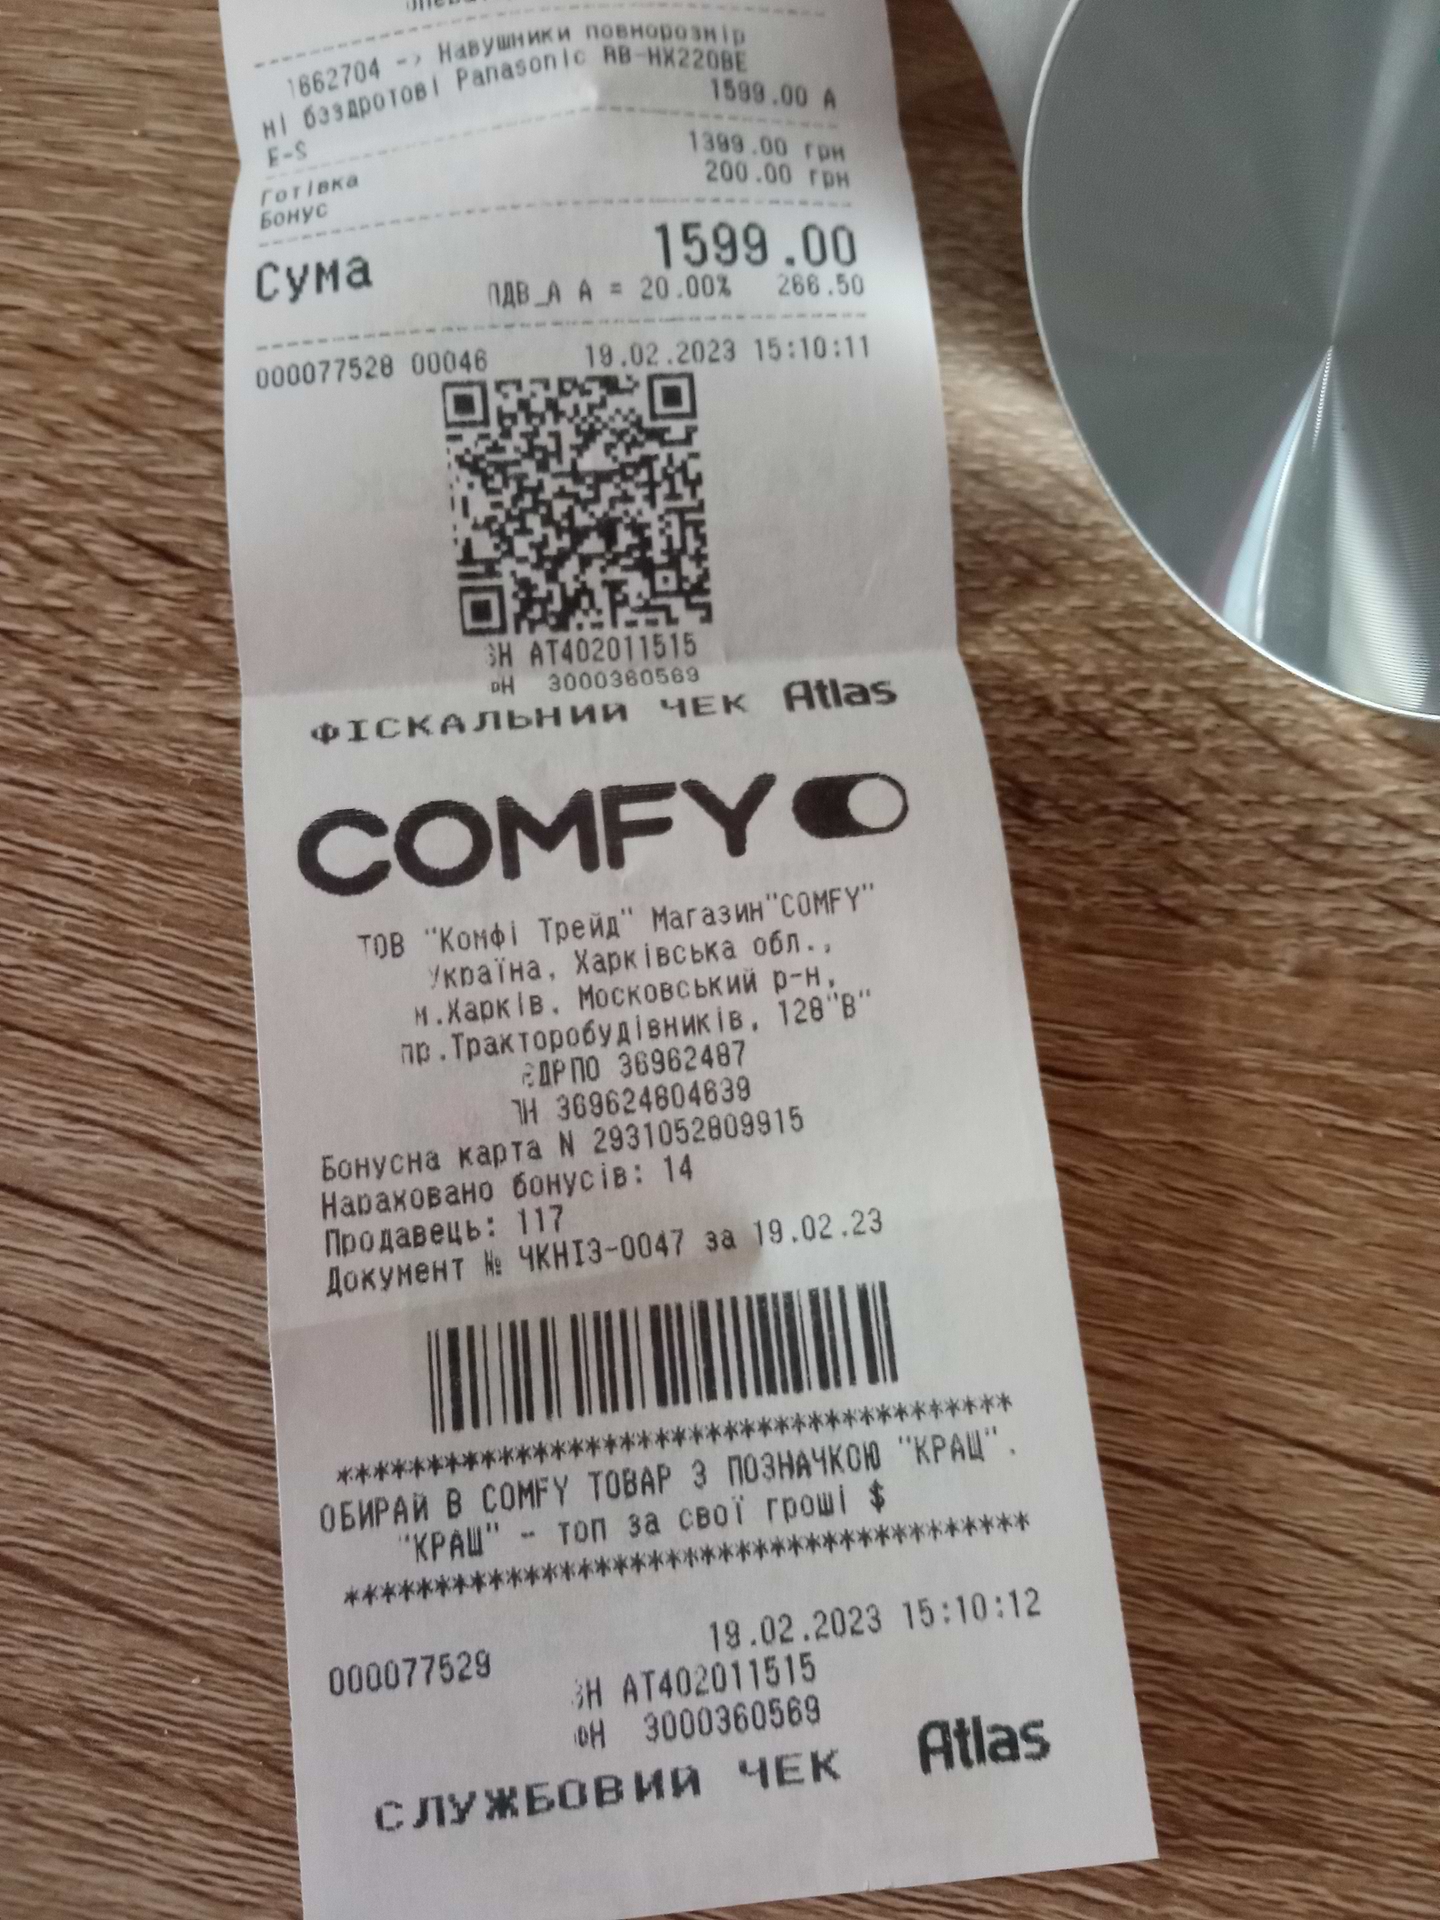 1862704 -> Навушники повнорозмір
ні бездротові Panasonic RB-HX220BE
E-S
1599.00 А
Готівка 1399.00 грн
Бонус 200.00 грн
Сума 1599.00
ПДВ_А А = 20.00% 266.50
000077528 00046 19.02.2023 15:10:11
ЗН АТ402011515
ФН 3000360569
ФІСКАЛЬНИЙ ЧЕК Atlas
COMFY
ТОВ "Комфі Трейд" Магазин"COMFY"
Україна, Харківська обл.,
м.Харків, Московський р-н,
пр.Тракторобудівників, 128"В"
ЄДРПО 36962487
ПН 369624804639
Бонусна карта N 2931052809915
Нараховано бонусів: 14
Продавець: 117
Документ № ЧКНІЗ-0047 за 19.02.23
************************************
ОБИРАЙ В COMFY ТОВАР З ПОЗНАЧКОЮ "КРАЩ".
"КРАШ" - топ за свої гроші $
************************************
19.02.2023 15:10:12
000077529
ЗН АТ402011515
ФН 3000360569
СЛУЖБОВИЙ ЧЕК Atlas